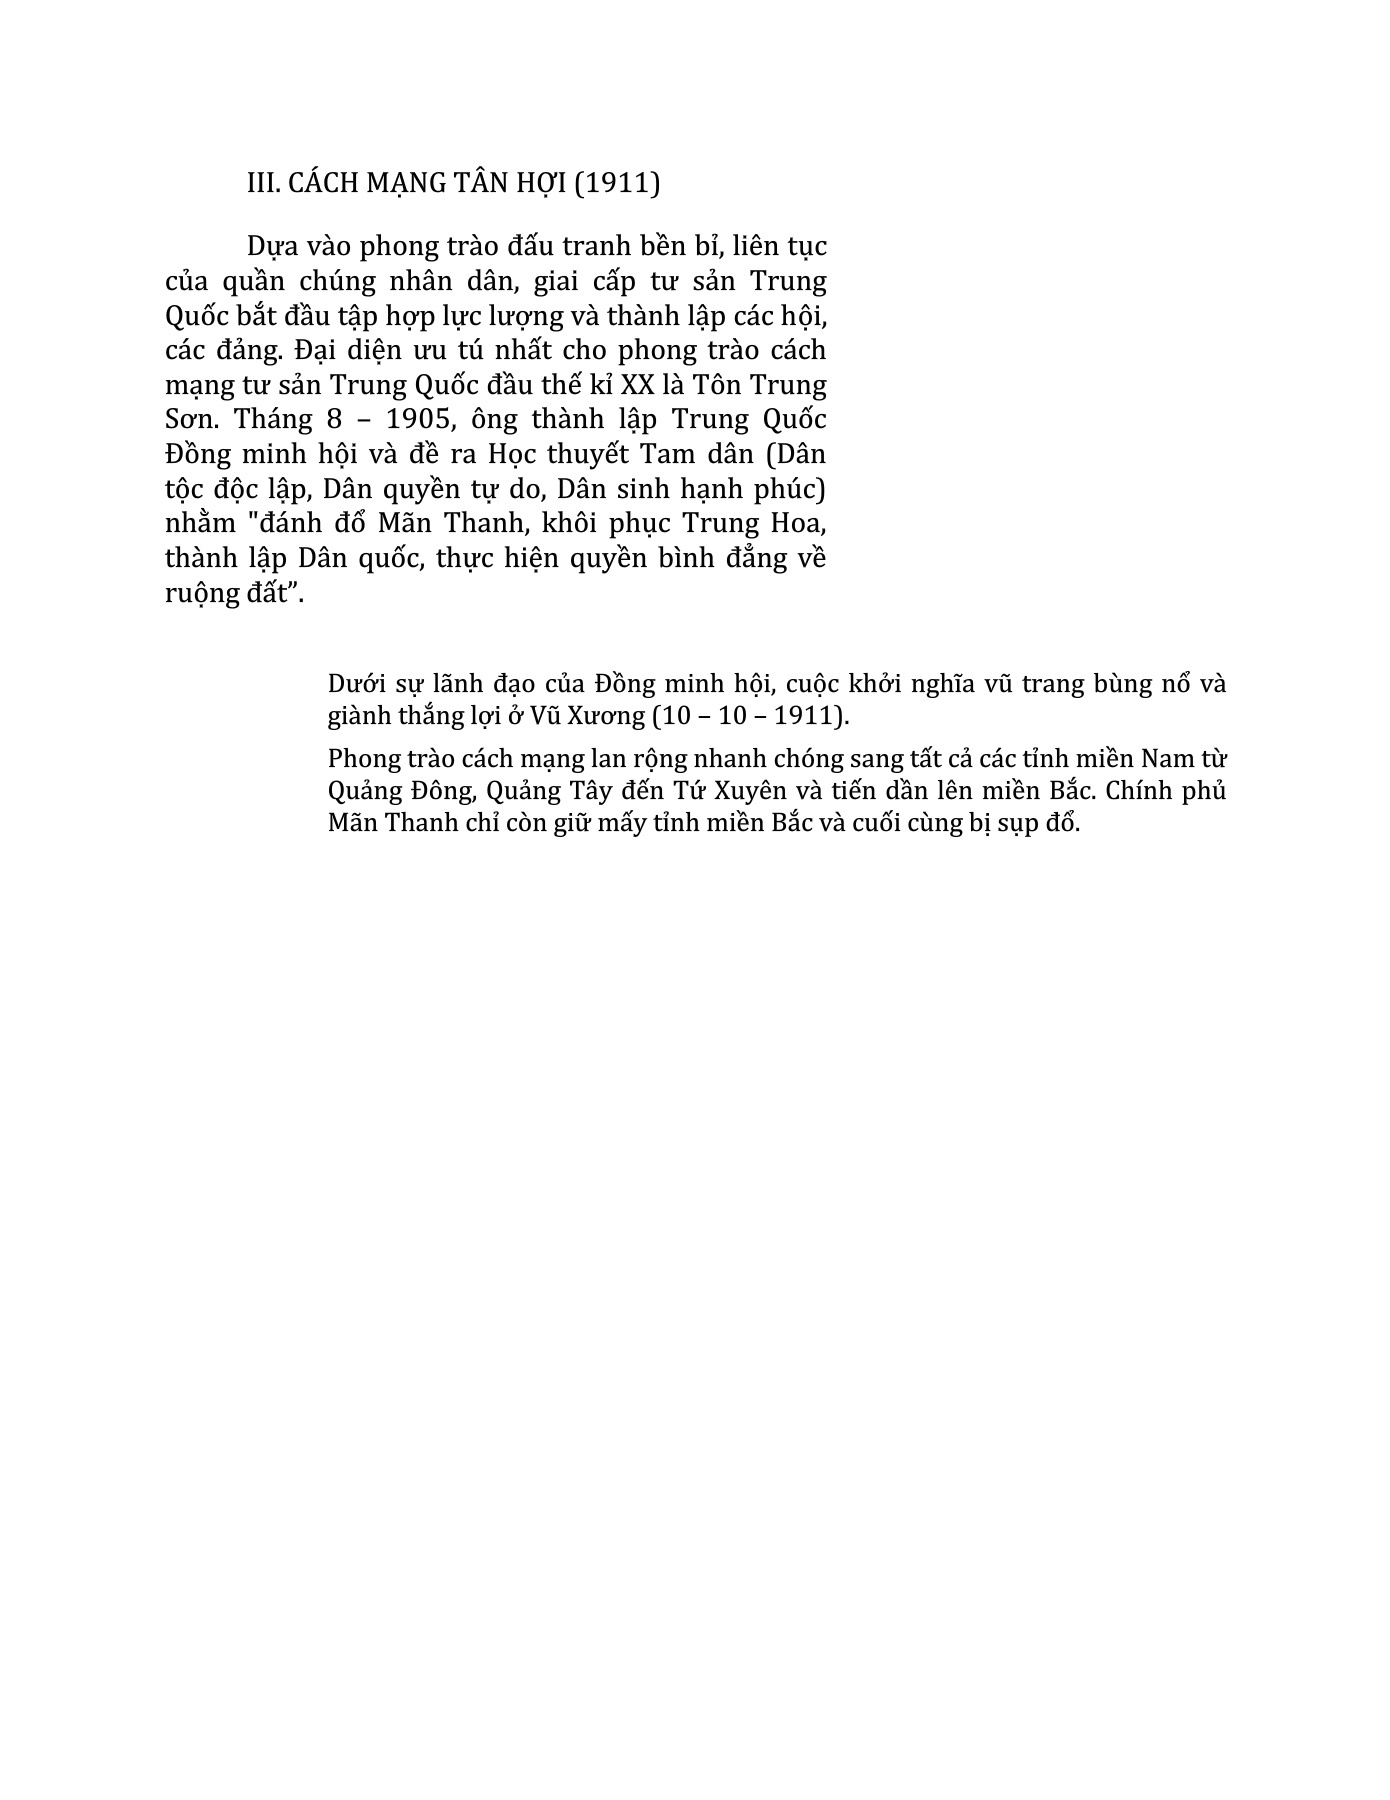 III. CÁCH MẠNG TÂN HỢI (1911)
Dựa vào phong trào đấu tranh bền bỉ, liên tục
của quần chúng nhân dân, giai cấp tư sản Trung
Quốc bắt đầu tập hợp lực lượng và thành lập các hội,
các đảng. Đại diện ưu tú nhất cho phong trào cách
mạng tư sản Trung Quốc đầu thế kỉ XX là Tôn Trung
Sơn. Tháng 8 – 1905, ông thành lập Trung Quốc
Đồng minh hội và đề ra Học thuyết Tam dân (Dân
tộc độc lập, Dân quyền tự do, Dân sinh hạnh phúc)
nhằm "đánh đổ Mãn Thanh, khôi phục Trung Hoa,
thành lập Dân quốc, thực hiện quyền bình đẳng về
ruộng đất”.
Dưới sự lãnh đạo của Đồng minh hội, cuộc khởi nghĩa vũ trang bùng nổ và
giành thắng lợi ở Vũ Xương (10 – 10 – 1911).
Phong trào cách mạng lan rộng nhanh chóng sang tất cả các tỉnh miền Nam từ
Quảng Đông, Quảng Tây đến Tứ Xuyên và tiến dần lên miền Bắc. Chính phủ
Mãn Thanh chỉ còn giữ mấy tỉnh miền Bắc và cuối cùng bị sụp đổ.